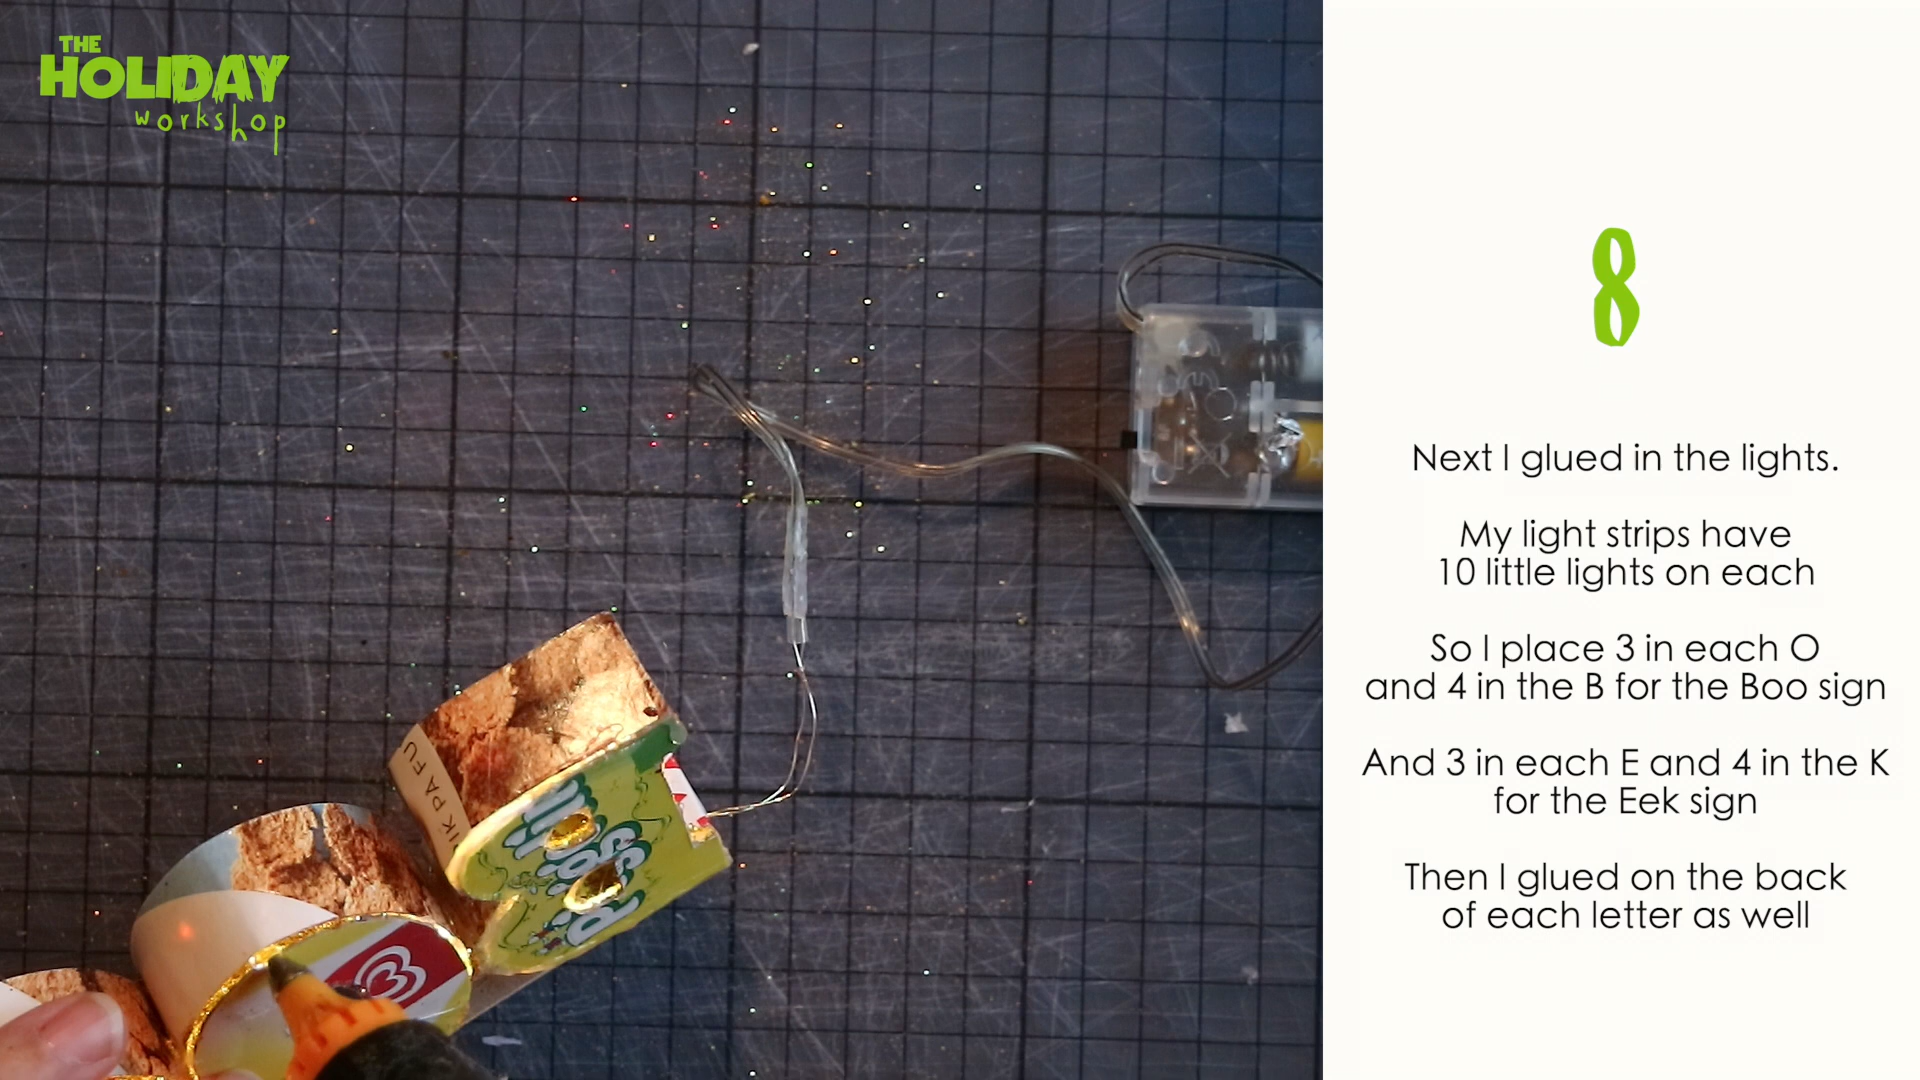 THE
HOLIDAY
workshop
8
Next I glued in the lights.
My light strips have
10 little lights on each
So I place 3 in each O
and 4 in the B for the Boo sign
And 3 in each E and 4 in the K
for the Eek sign
Then I glued on the back
of each letter as well
PA FU